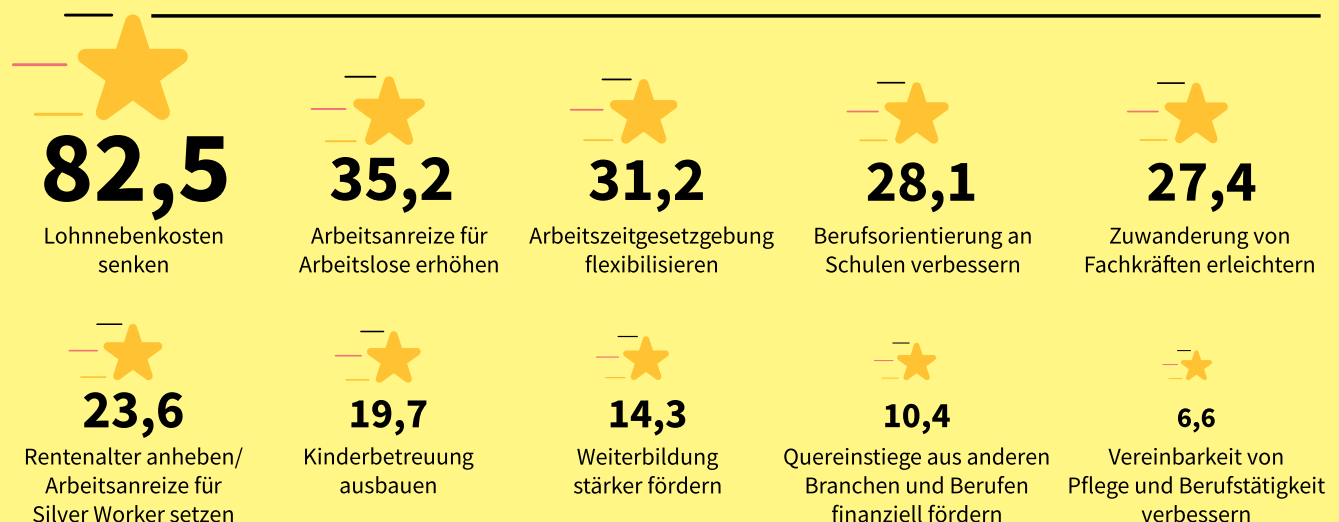 82,5
Lohnnebenkosten
senken
35,2
Arbeitsanreize für
Arbeitslose erhöhen
31,2
Arbeitszeitgesetzgebung
flexibilisieren
28,1
Berufsorientierung an
Schulen verbessern
27,4
Zuwanderung von
Fachkräften erleichtern
23,6
Rentenalter anheben/
Arbeitsanreize für
Silver Worker setzen
19,7
Kinderbetreuung
ausbauen
14,3
Weiterbildung
stärker fördern
10,4
Quereinstiege aus anderen
Branchen und Berufen
finanziell fördern
6,6
Vereinbarkeit von
Pflege und Berufstätigkeit
verbessern